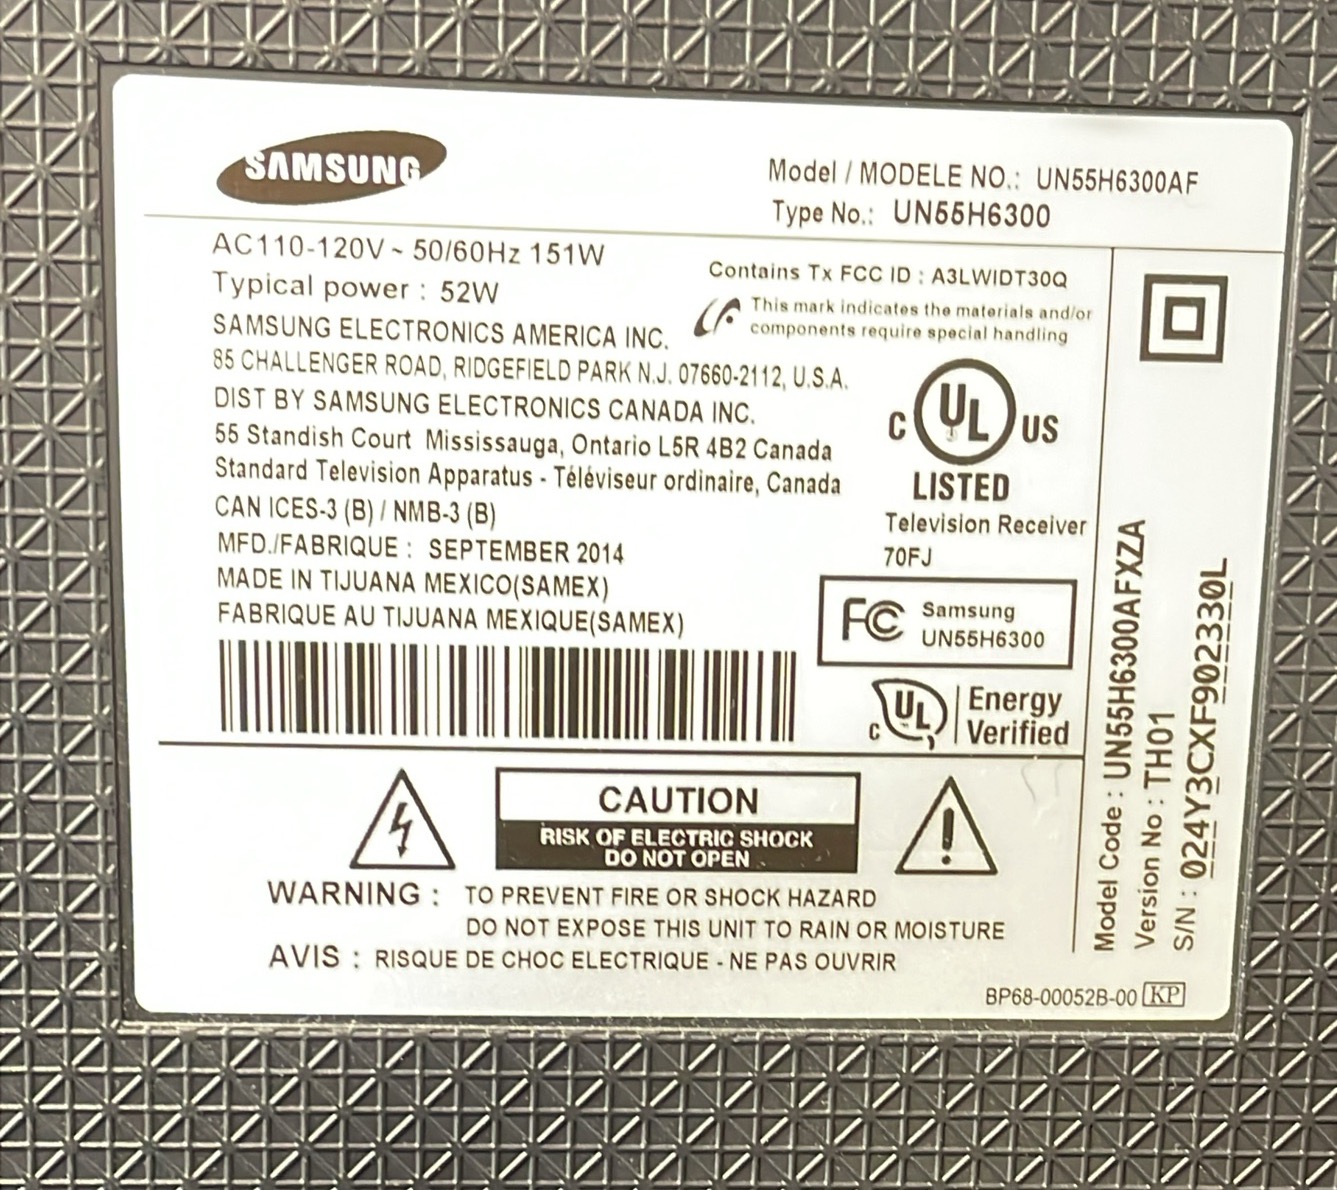 SAMSUNG
Model / MODELE NO.: UN55H6300AF
Type No.: UN55H6300
AC110-120V ~ 50/60Hz 151W
Typical power : 52W
SAMSUNG ELECTRONICS AMERICA INC.
85 CHALLENGER ROAD, RIDGEFIELD PARK N.J. 07660-2112, U.S.A.
DIST BY SAMSUNG ELECTRONICS CANADA INC.
55 Standish Court Mississauga, Ontario L5R 4B2 Canada
Standard Television Apparatus - Téléviseur ordinaire, Canada
CAN ICES-3 (B) / NMB-3 (B)
MFD./FABRIQUE : SEPTEMBER 2014
MADE IN TIJUANA MEXICO(SAMEX)
FABRIQUE AU TIJUANA MEXIQUE(SAMEX)
Contains Tx FCC ID : A3LWIDT30Q
This mark indicates the materials and/or
components require special handling
C UL US
LISTED
Television Receiver
70FJ
FC Samsung
UN55H6300
C UL Energy
Verified
CAUTION
RISK OF ELECTRIC SHOCK
DO NOT OPEN
WARNING : TO PREVENT FIRE OR SHOCK HAZARD
DO NOT EXPOSE THIS UNIT TO RAIN OR MOISTURE
AVIS : RISQUE DE CHOC ELECTRIQUE - NE PAS OUVRIR
BP68-00052B-00 KP
Model Code : UN55H6300AFXZA
Version No : TH01
S/N : 024Y3CXF902330L